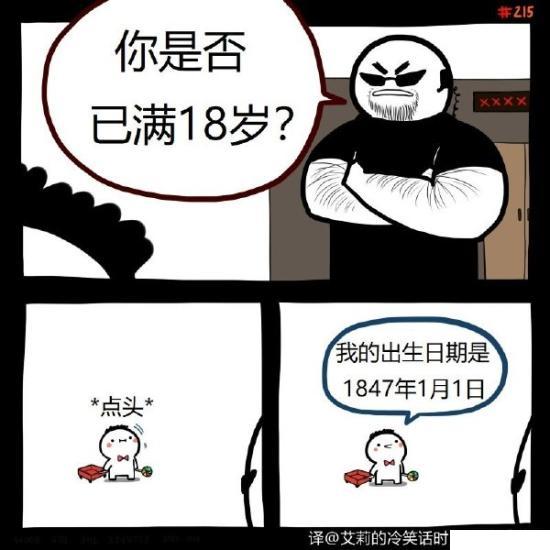 #215
你是否
已满18岁?
××××
*点头*
我的出生日期是
1847年1月1日
译@艾莉的冷笑话时